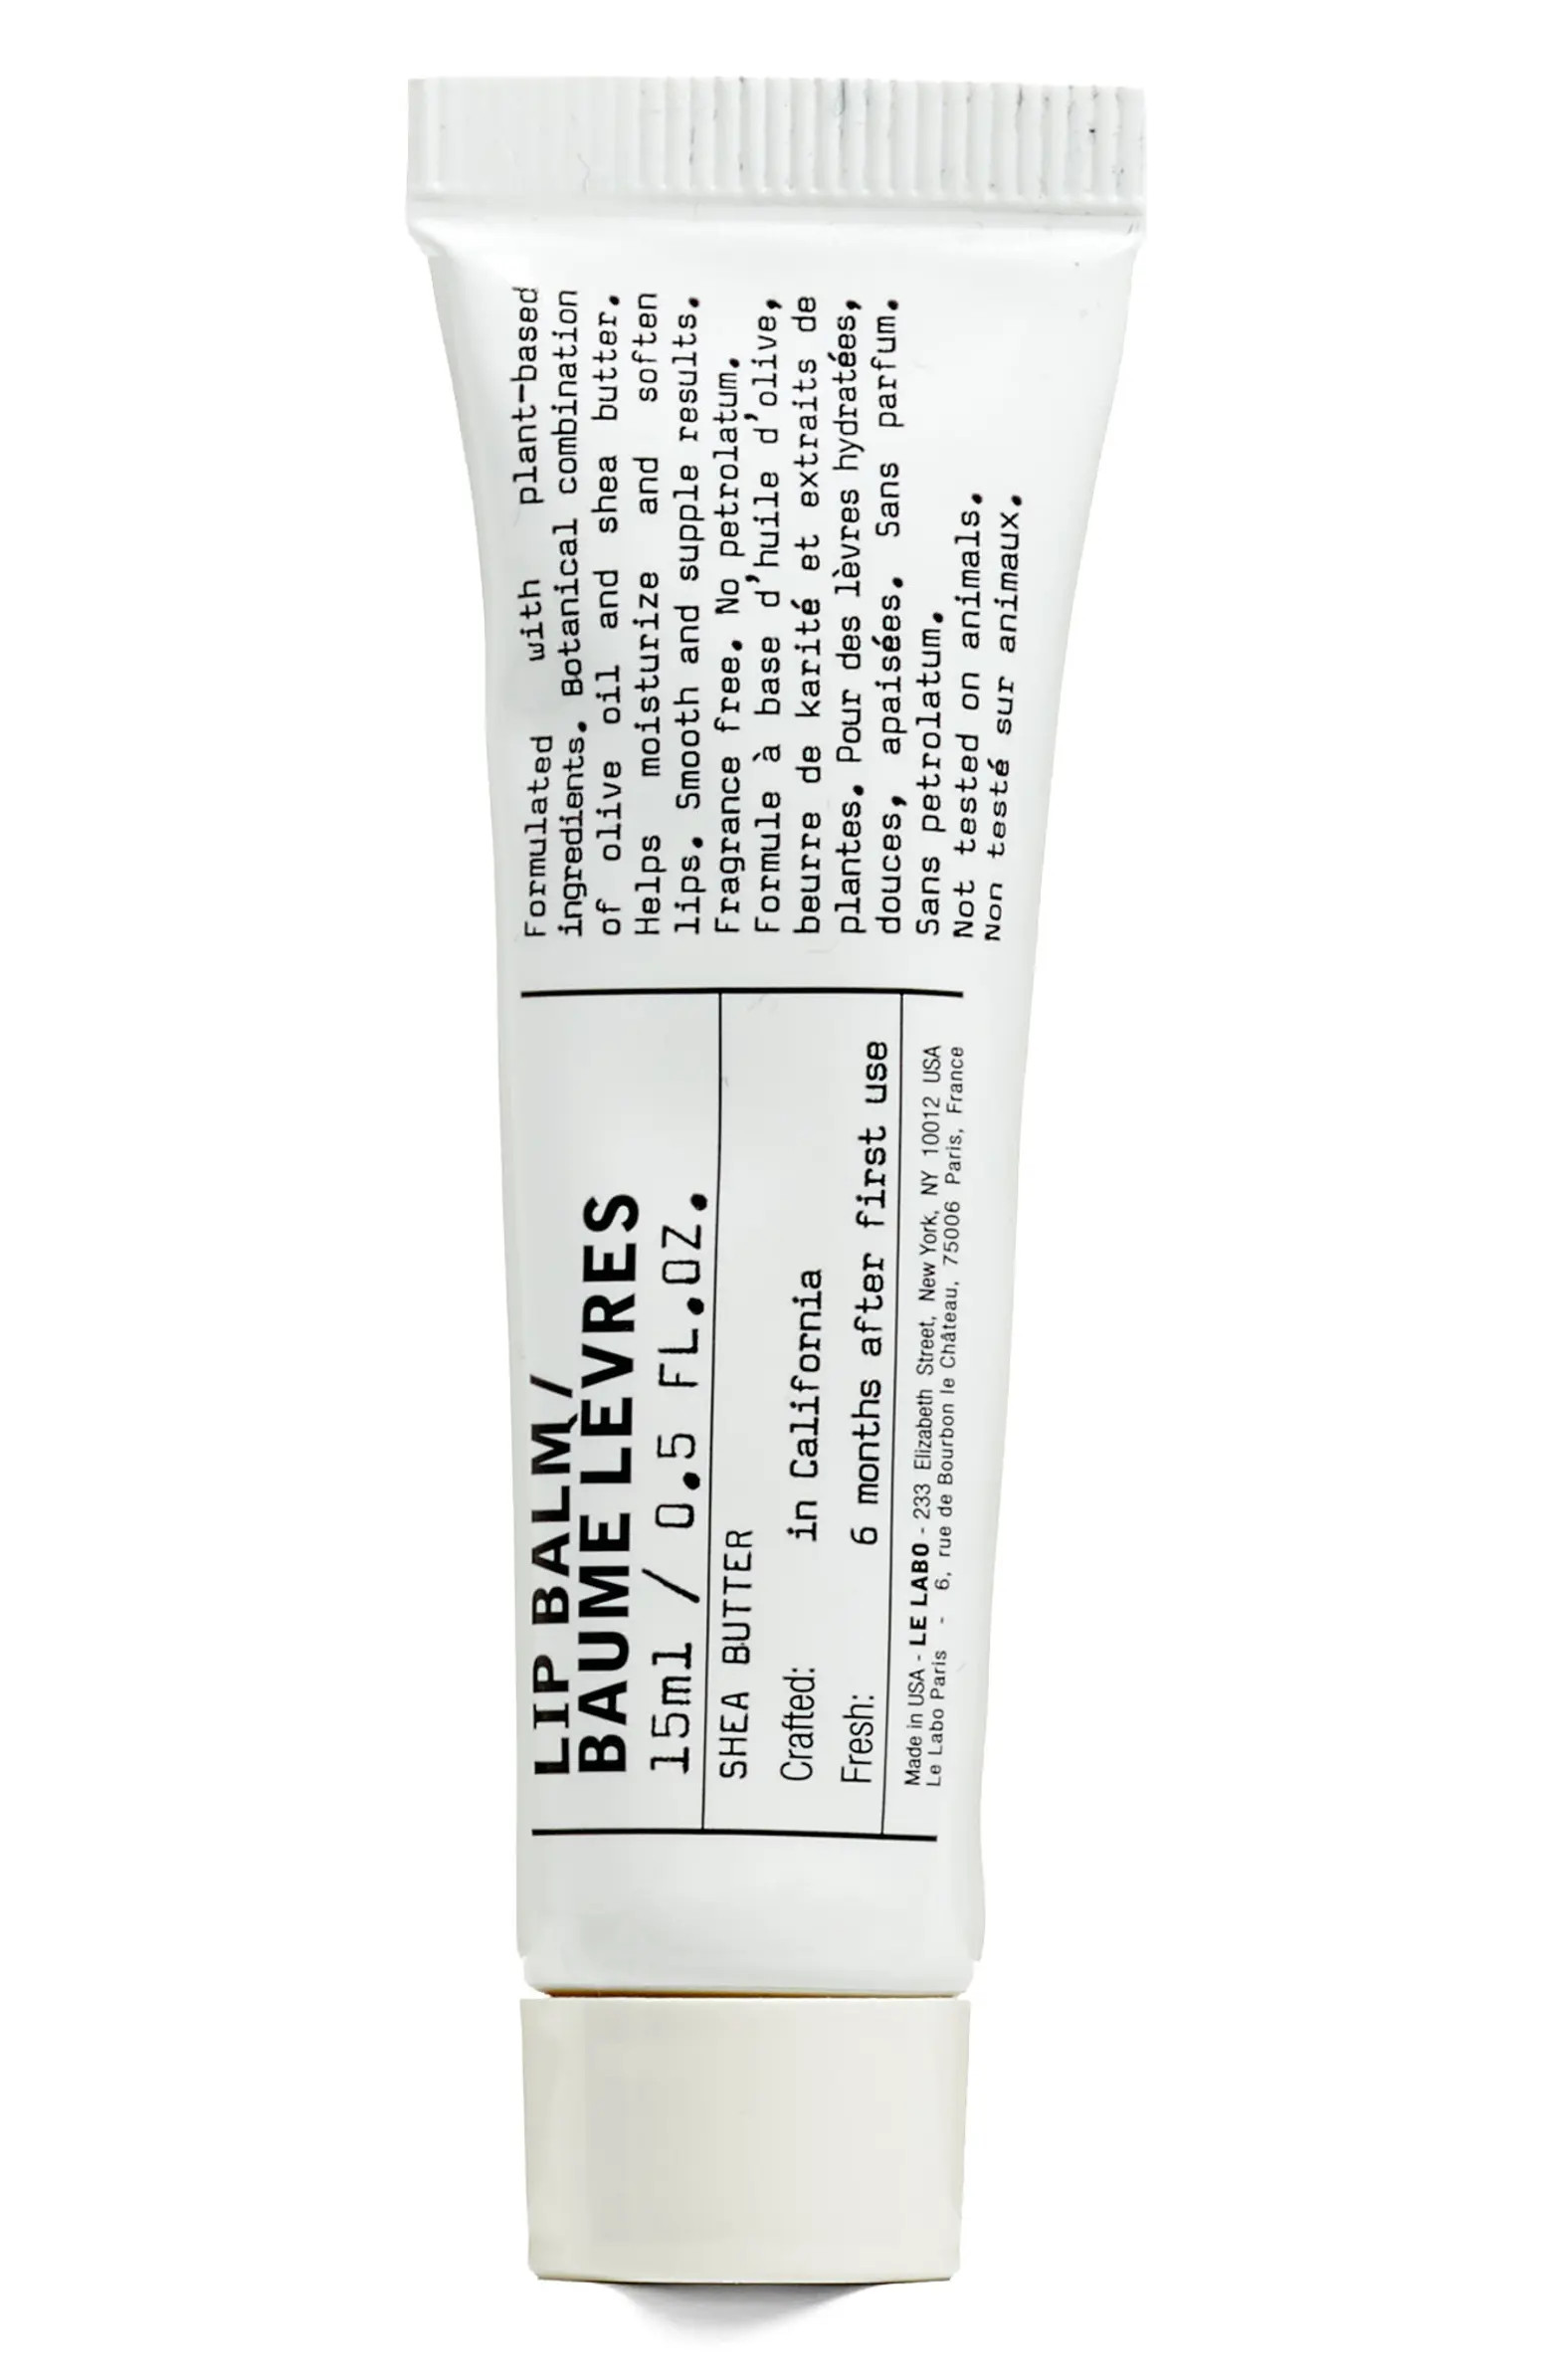 LIP BALM/
BAUME LÈVRES
15ml / 0.5 FL.OZ.
SHEA BUTTER
Crafted: in California
Fresh: 6 months after first use
Made in USA - LE LABO - 233 Elizabeth Street, New York, NY 10012 USA
Le Labo Paris - 6, rue de Bourbon le Château, 75006 Paris, France
Formulated with plant-based
ingredients. Botanical combination
of olive oil and shea butter.
Helps moisturize and soften
lips. Smooth and supple results.
Fragrance free. No petrolatum.
Formule à base d'huile d'olive,
beurre de karité et extraits de
plantes. Pour des lèvres hydratées,
douces, apaisées. Sans parfum.
Sans petrolatum.
Not tested on animals.
Non testé sur animaux.